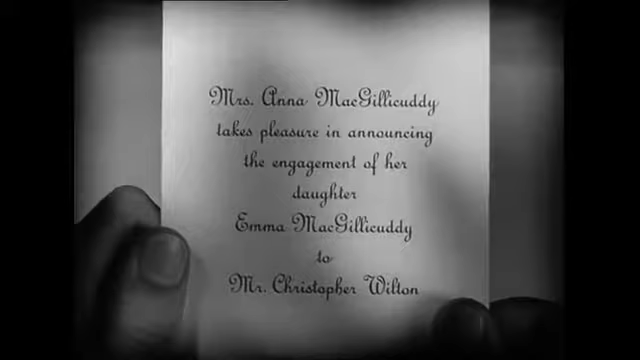 Mrs. Anna MacGillicuddy
takes pleasure in announcing
the engagement of her
daughter
Emma MacGillicuddy
to
Mr. Christopher Wilton